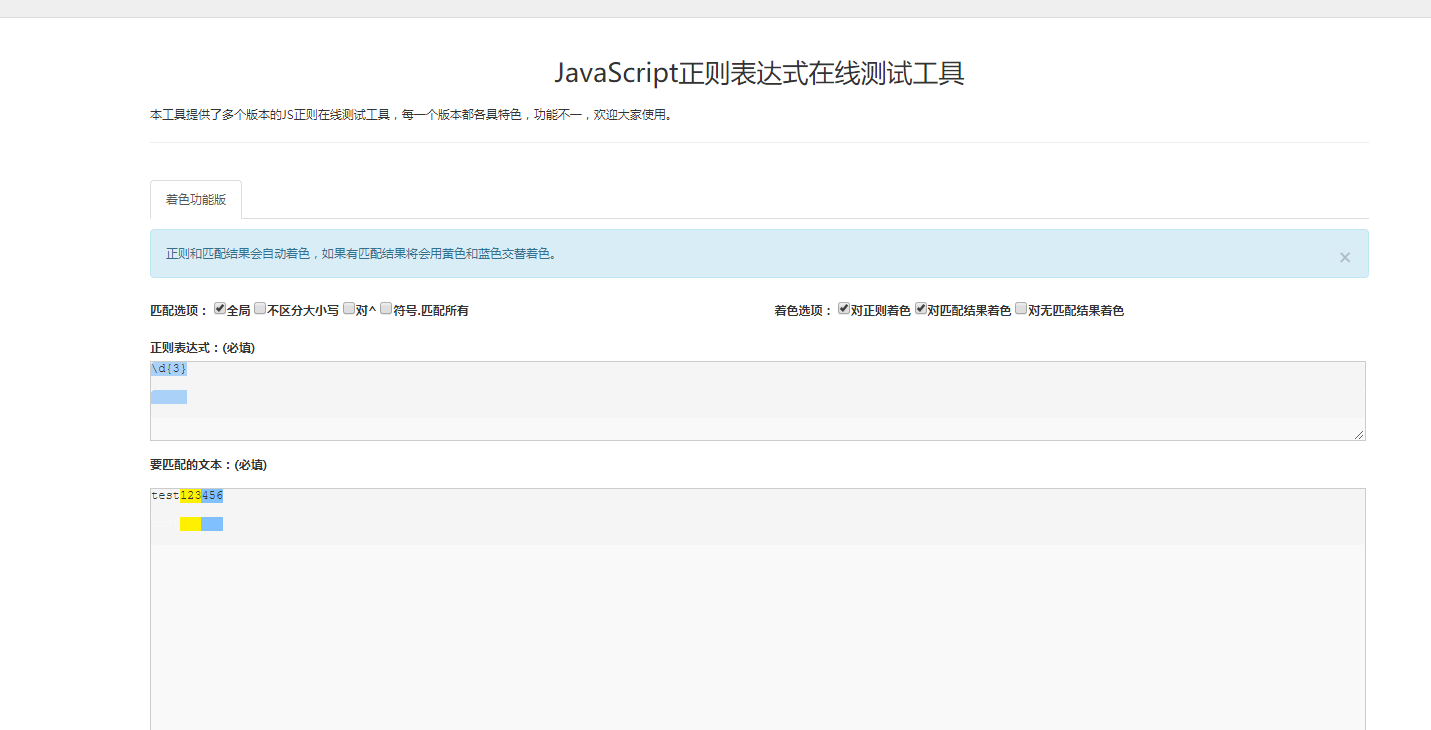 JavaScript正则表达式在线测试工具
本工具提供了多个版本的JS正则在线测试工具，每一个版本都各具特色，功能不一，欢迎大家使用。
着色功能版
正则和匹配结果会自动着色，如果有匹配结果将会用黄色和蓝色交替着色。
×
匹配选项： 全局 不区分大小写 对^ 符号.匹配所有 着色选项： 对正则着色 对匹配结果着色 对无匹配结果着色
正则表达式：(必填)
\d{3}
要匹配的文本：(必填)
test123456